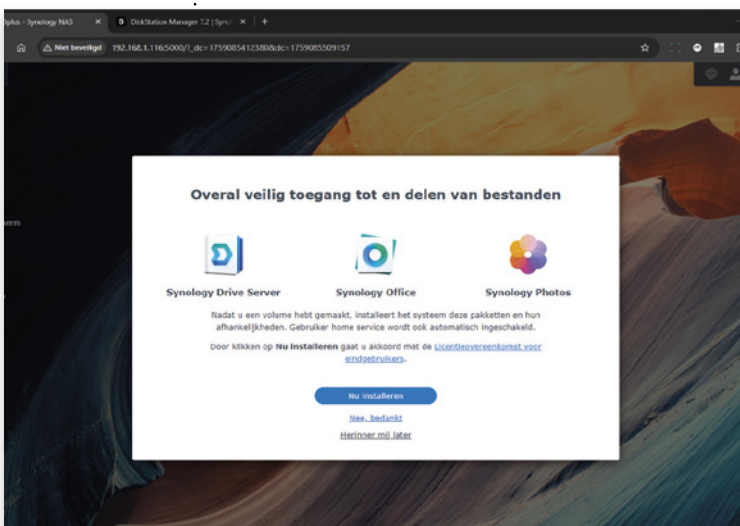 5plus - Synology NAS
DiskStation Manager 7.2 | Syno
Niet beveiligd 192.168.1.116:5000/?_dc=1759085412380&dc=1759085509157
Overal veilig toegang tot en delen van bestanden
Synology Drive Server Synology Office Synology Photos
Nadat u een volume hebt gemaakt, installeert het systeem deze pakketten en hun
afhankelijkheden. Gebruiker home service wordt ook automatisch ingeschakeld.
Door klikken op Nu installeren gaat u akkoord met de Licentieovereenkomst voor
eindgebruikers.
Nu installeren
Nee, bedankt
Herinner mij later